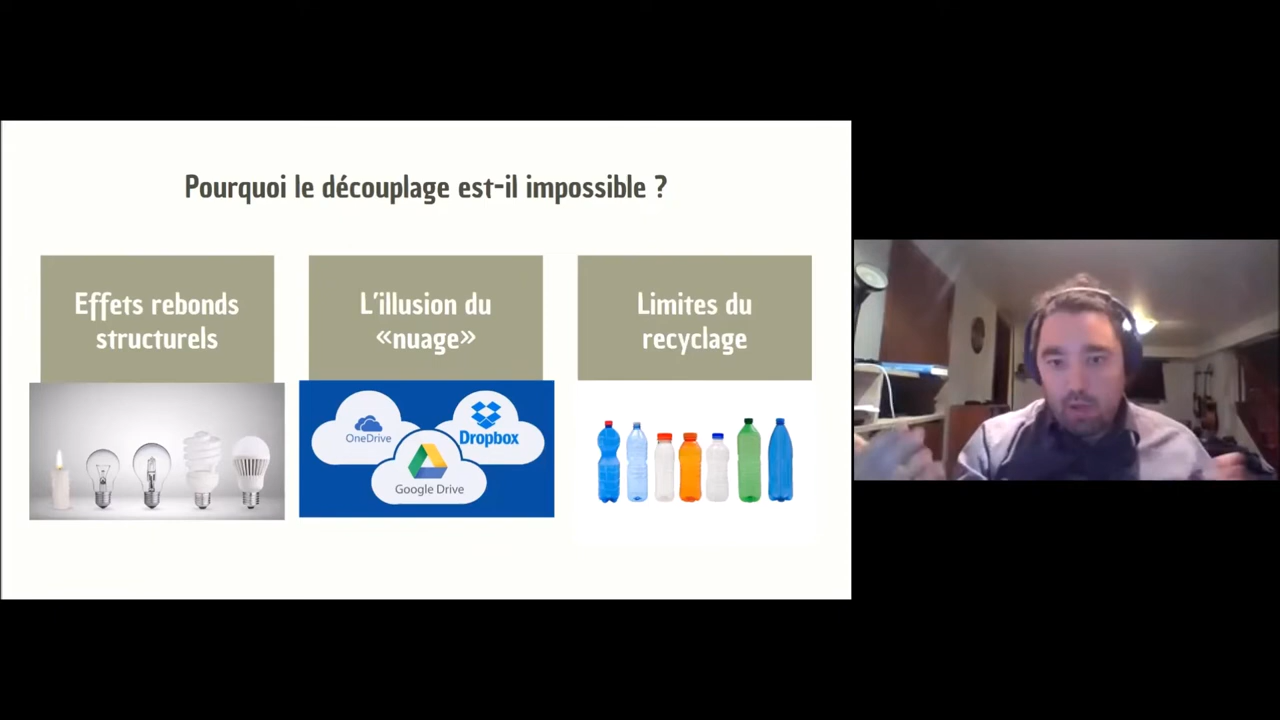 Pourquoi le découplage est-il impossible ?
Effets rebonds
structurels
L'illusion du
«nuage»
Limites du
recyclage
OneDrive
Dropbox
Google Drive